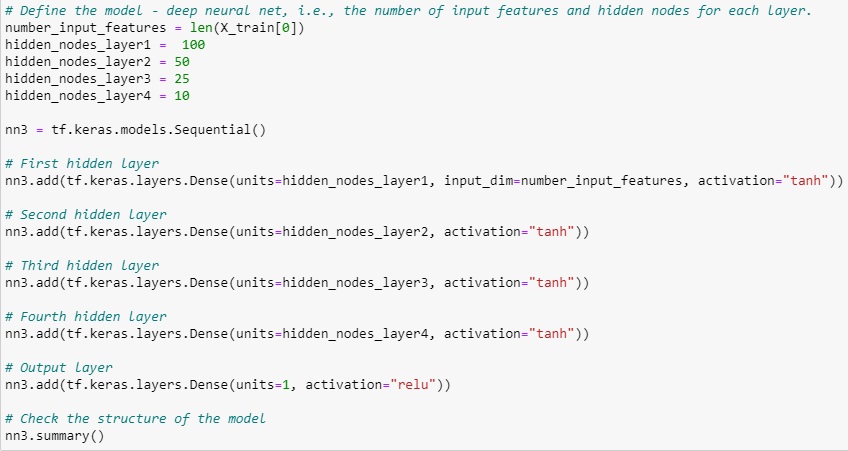 # Define the model - deep neural net, i.e., the number of input features and hidden nodes for each layer.
number_input_features = len(X_train[0])
hidden_nodes_layer1 =  100
hidden_nodes_layer2 = 50
hidden_nodes_layer3 = 25
hidden_nodes_layer4 = 10
nn3 = tf.keras.models.Sequential()
# First hidden layer
nn3.add(tf.keras.layers.Dense(units=hidden_nodes_layer1, input_dim=number_input_features, activation="tanh"))
# Second hidden layer
nn3.add(tf.keras.layers.Dense(units=hidden_nodes_layer2, activation="tanh"))
# Third hidden layer
nn3.add(tf.keras.layers.Dense(units=hidden_nodes_layer3, activation="tanh"))
# Fourth hidden layer
nn3.add(tf.keras.layers.Dense(units=hidden_nodes_layer4, activation="tanh"))
# Output layer
nn3.add(tf.keras.layers.Dense(units=1, activation="relu"))
# Check the structure of the model
nn3.summary()